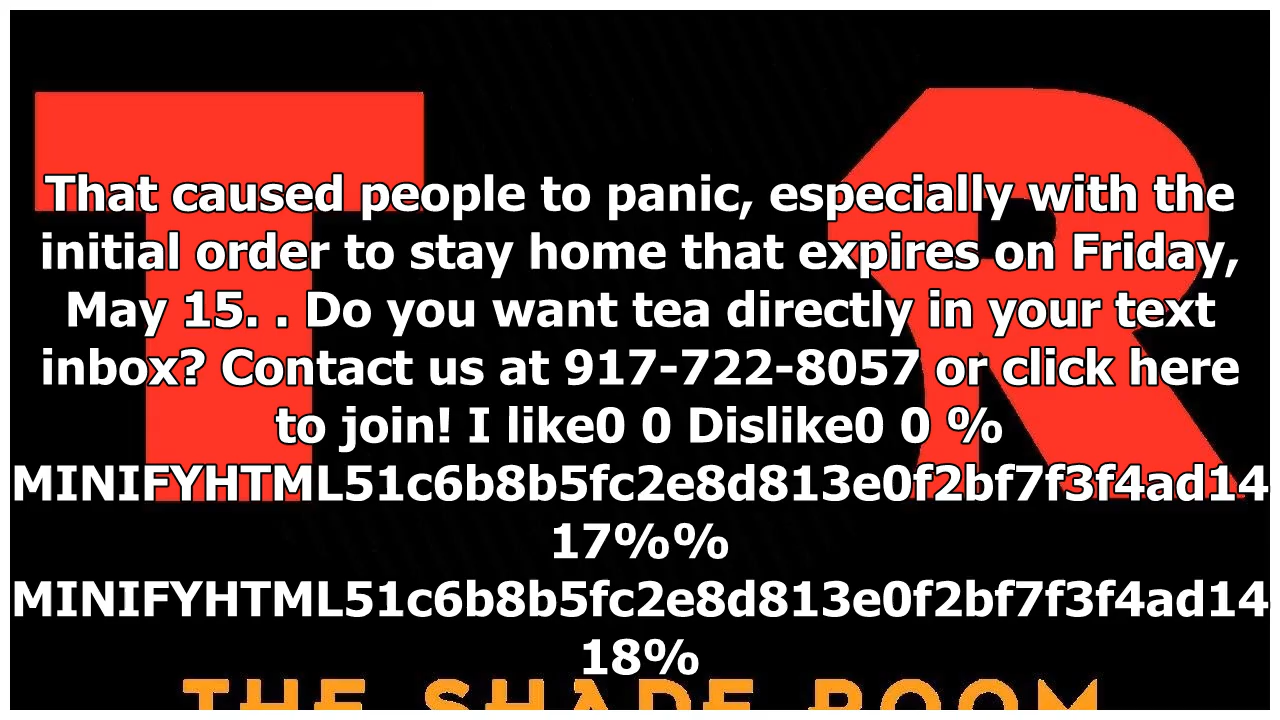 That caused people to panic, especially with the
initial order to stay home that expires on Friday,
May 15. . Do you want tea directly in your text
inbox? Contact us at 917-722-8057 or click here
to join! I like0 0 Dislike0 0 %
MINIFYHTML51c6b8b5fc2e8d813e0f2bf7f3f4ad14
17%%
MINIFYHTML51c6b8b5fc2e8d813e0f2bf7f3f4ad14
18%
T R
THE SHADE ROOM